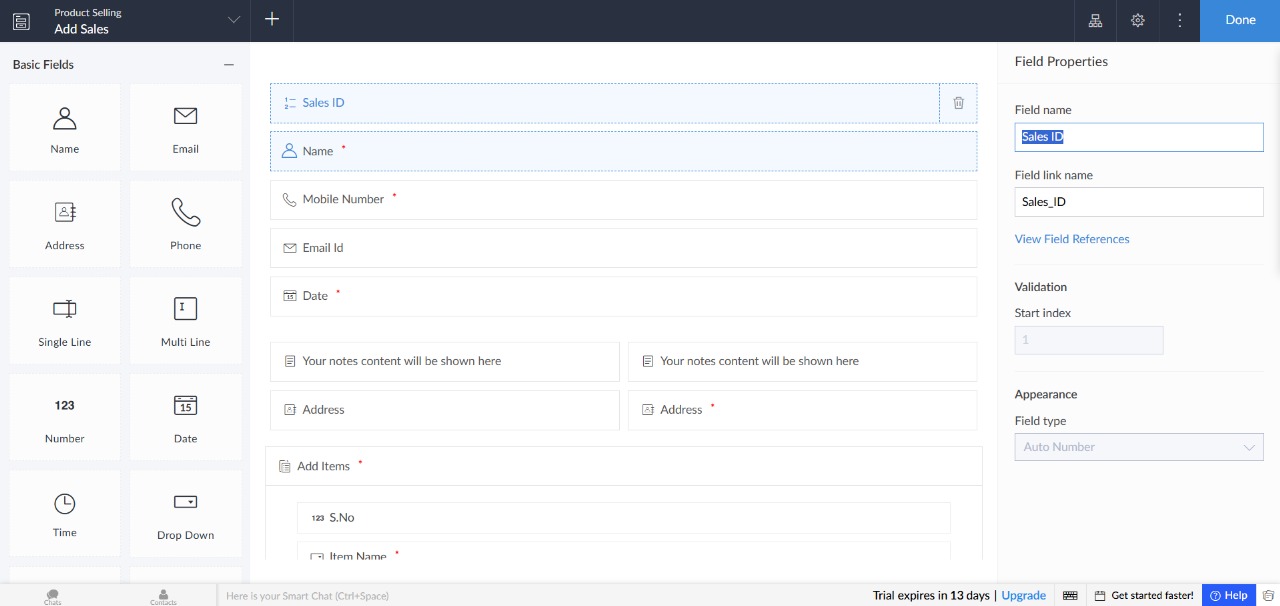 Product Selling
Add Sales
Done
Basic Fields
Name
Email
Address
Phone
Single Line
Multi Line
123
Number
15
Date
Time
Drop Down
Sales ID
Name *
Mobile Number *
Email Id
15 Date *
Your notes content will be shown here
Your notes content will be shown here
Address
Address *
Add Items *
123 S.No
Item Name *
Field Properties
Field name
Sales ID
Field link name
Sales_ID
View Field References
Validation
Start index
1
Appearance
Field type
Auto Number
Chats
Contacts
Here is your Smart Chat (Ctrl+Space)
Trial expires in 13 days | Upgrade
Get started faster!
Help